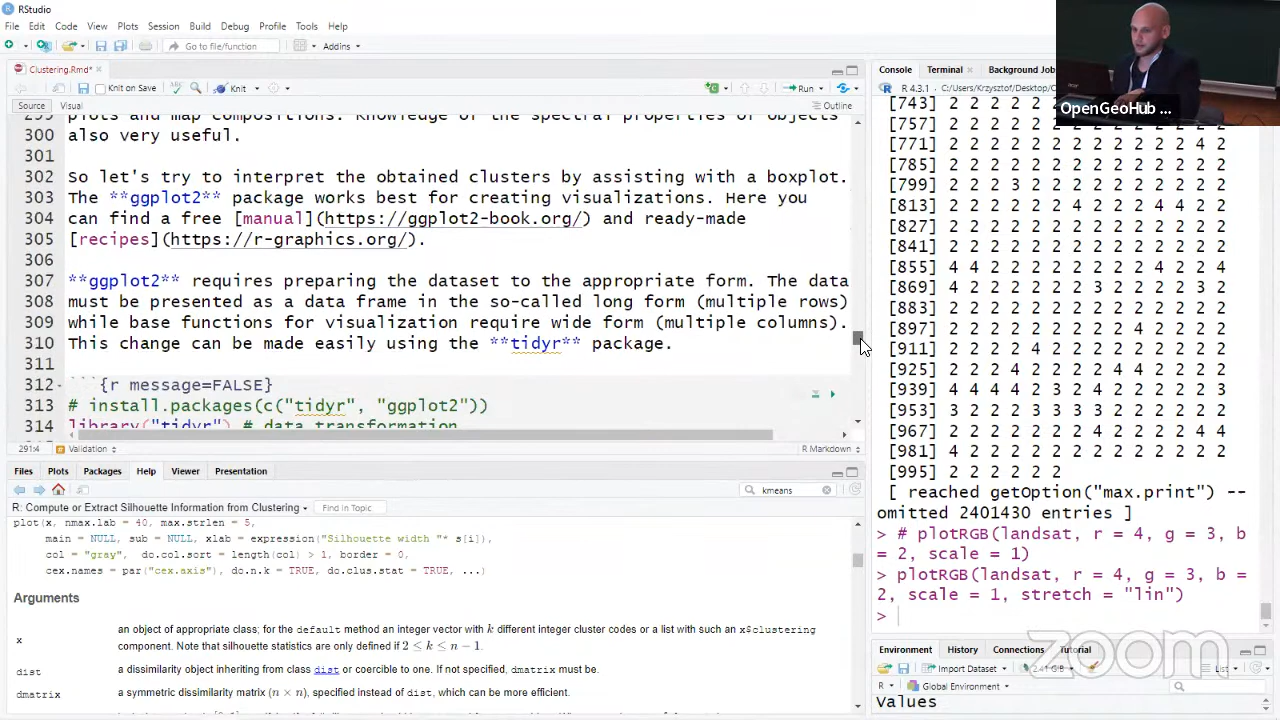 RStudio
File Edit Code View Plots Session Build Debug Profile Tools Help
Go to file/function
Addins
Clustering.Rmd*
Knit on Save
Knit
Run
Source Visual
Outline
299 plots and map compositions. Knowledge of the spectral properties of objects
300 also very useful.
301
302 So let's try to interpret the obtained clusters by assisting with a boxplot.
303 The **ggplot2** package works best for creating visualizations. Here you
304 can find a free [manual](https://ggplot2-book.org/) and ready-made
305 [recipes](https://r-graphics.org/).
306
307 **ggplot2** requires preparing the dataset to the appropriate form. The data
308 must be presented as a data frame in the so-called long form (multiple rows)
309 while base functions for visualization require wide form (multiple columns).
310 This change can be made easily using the **tidyr** package.
311
312 ```{r message=FALSE}
313 # install.packages(c("tidyr", "ggplot2"))
314 library("tidyr") # data transformation
291:4 Validation R Markdown
Files Plots Packages Help Viewer Presentation
kmeans
R: Compute or Extract Silhouette Information from Clustering Find in Topic
plot(x, nmax.lab = 40, max.strlen = 5,
main = NULL, sub = NULL, xlab = expression("Silhouette width "* s[i]),
col = "gray", do.col.sort = length(col) > 1, border = 0,
cex.names = par("cex.axis"), do.n.k = TRUE, do.clus.stat = TRUE, ...)
Arguments
x an object of appropriate class; for the default method an integer vector with k different integer cluster codes or a list with such an x$clustering
component. Note that silhouette statistics are only defined if 2 ≤ k ≤ n − 1.
dist a dissimilarity object inheriting from class dist
If not specified, dmatrix must be.
dmatrix a symmetric dissimilarity matrix (n × n), specified instead of dist, which can be more efficient.
Console Terminal Background Jobs
R 4.3.1 · C:/Users/Krzysztof/Desktop/
OpenGeoHub ...
[743] 2 2 2 2
[757] 2 2 2 2 2 2 2 2 2 2 2 2 2 2
[771] 2 2 2 2 2 2 2 2 2 2 2 2 4 2
[785] 2 2 2 2 2 2 2 2 2 2 2 2 2 2
[799] 2 2 2 3 2 2 2 2 2 2 2 2 2 2
[813] 2 2 2 2 2 2 4 2 2 2 4 4 2 2
[827] 2 2 2 2 2 2 2 2 2 2 2 2 2 2
[841] 2 2 2 2 2 2 2 2 2 2 2 2 2 2
[855] 4 4 2 2 2 2 2 2 2 2 4 2 2 4
[869] 4 2 2 2 2 2 2 3 2 2 2 2 3 2
[883] 2 2 2 2 2 2 2 2 2 2 2 2 2 2
[897] 2 2 2 2 2 2 2 2 2 4 2 2 2 2
[911] 2 2 2 2 4 2 2 2 2 2 2 2 2 2
[925] 2 2 2 4 2 2 2 2 4 4 2 2 2 2
[939] 4 4 4 4 2 3 2 4 2 2 2 2 2 3
[953] 3 2 2 2 3 3 3 3 2 2 2 2 2 2
[967] 2 2 2 2 2 2 2 4 2 2 2 2 4 4
[981] 4 2 2 2 2 2 2 2 2 2 2 2 2 2
[995] 2 2 2 2 2 2
[ reached getOption("max.print") --
omitted 2401430 entries ]
> # plotRGB(landsat, r = 4, g = 3, b
= 2, scale = 1)
> plotRGB(landsat, r = 4, g = 3, b =
2, scale = 1, stretch = "lin")
>
zoom
Environment History Connections Tutorial
Import Dataset 2.41 GiB List
R Global Environment
Values